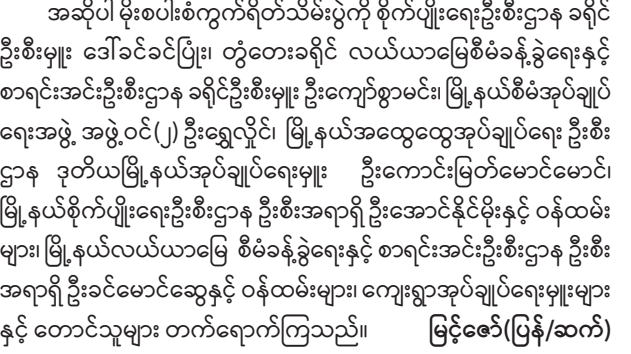 အဆိုပါ မိုးစပါးစံကွက်ရိတ်သိမ်းပွဲကို စိုက်ပျိုးရေးဦးစီးဌာန ခရိုင်
ဦးစီးမှူး ဒေါ်ခင်ခင်ပြုံး၊ တွံတေးခရိုင် လယ်ယာမြေစီမံခန့်ခွဲရေးနှင့်
စာရင်းအင်းဦးစီးဌာန ခရိုင်ဦးစီးမှူး ဦးကျော်စွာမင်း၊ မြို့နယ်စီမံအုပ်ချုပ်
ရေးအဖွဲ့ အဖွဲ့ဝင်(၂) ဦးရွှေလှိုင်၊ မြို့နယ်အထွေထွေအုပ်ချုပ်ရေး ဦးစီး
ဌာန ဒုတိယမြို့နယ်အုပ်ချုပ်ရေးမှူး ဦးကောင်းမြတ်မောင်မောင်၊
မြို့နယ်စိုက်ပျိုးရေးဦးစီးဌာန ဦးစီးအရာရှိ ဦးအောင်နိုင်မိုးနှင့် ဝန်ထမ်း
များ၊ မြို့နယ်လယ်ယာမြေ စီမံခန့်ခွဲရေးနှင့် စာရင်းအင်းဦးစီးဌာန ဦးစီး
အရာရှိ ဦးခင်မောင်ဆွေနှင့် ဝန်ထမ်းများ၊ ကျေးရွာအုပ်ချုပ်ရေးမှူးများ
နှင့် တောင်သူများ တက်ရောက်ကြသည်။ မြင့်ဇော်(ပြန်/ဆက်)